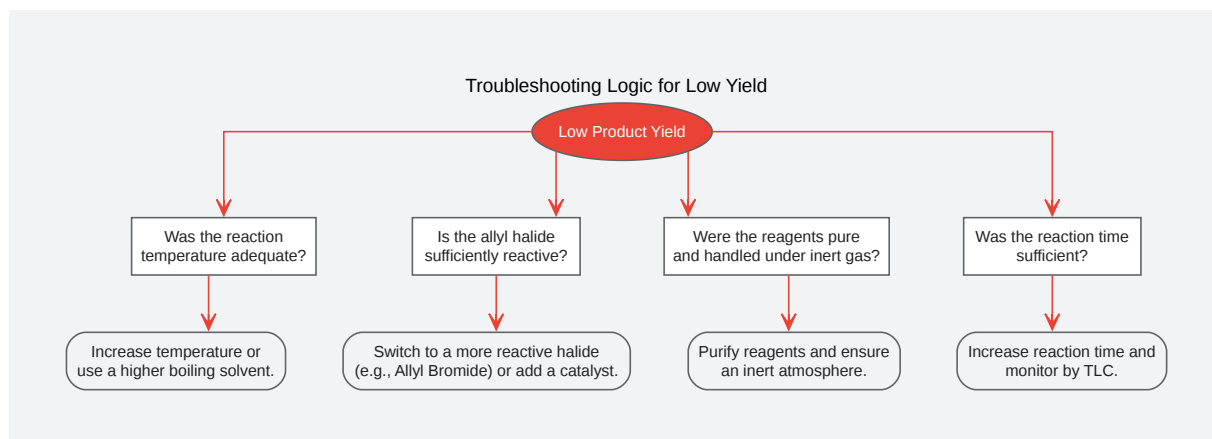 Troubleshooting Logic for Low Yield
Low Product Yield
Was the reaction
temperature adequate?
Is the allyl halide
sufficiently reactive?
Were the reagents pure
and handled under inert gas?
Was the reaction time
sufficient?
Increase temperature or
use a higher boiling solvent.
Switch to a more reactive halide
(e.g., Allyl Bromide) or add a catalyst.
Purify reagents and ensure
an inert atmosphere.
Increase reaction time and
monitor by TLC.